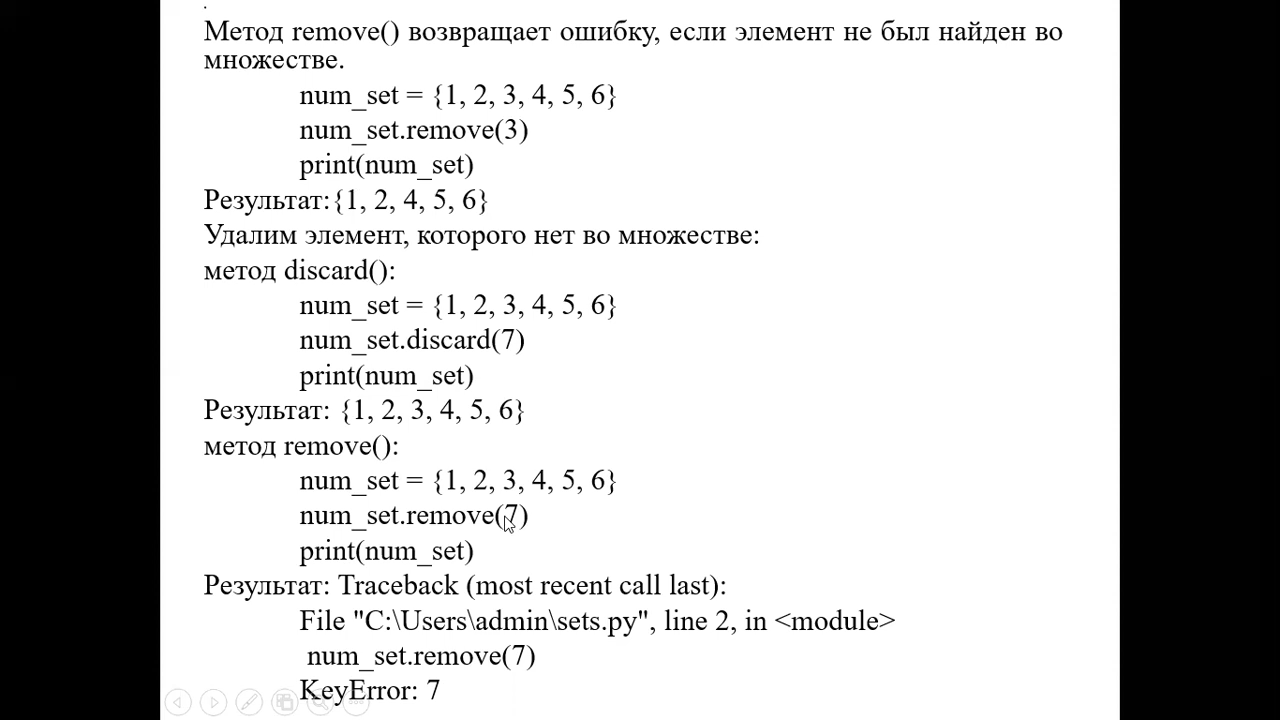 Метод remove() возвращает ошибку, если элемент не был найден во
множестве.
num_set = {1, 2, 3, 4, 5, 6}
num_set.remove(3)
print(num_set)
Результат:{1, 2, 4, 5, 6}
Удалим элемент, которого нет во множестве:
метод discard():
num_set = {1, 2, 3, 4, 5, 6}
num_set.discard(7)
print(num_set)
Результат: {1, 2, 3, 4, 5, 6}
метод remove():
num_set = {1, 2, 3, 4, 5, 6}
num_set.remove(7)
print(num_set)
Результат: Traceback (most recent call last):
File "C:\Users\admin\sets.py", line 2, in <module>
num_set.remove(7)
KeyError: 7